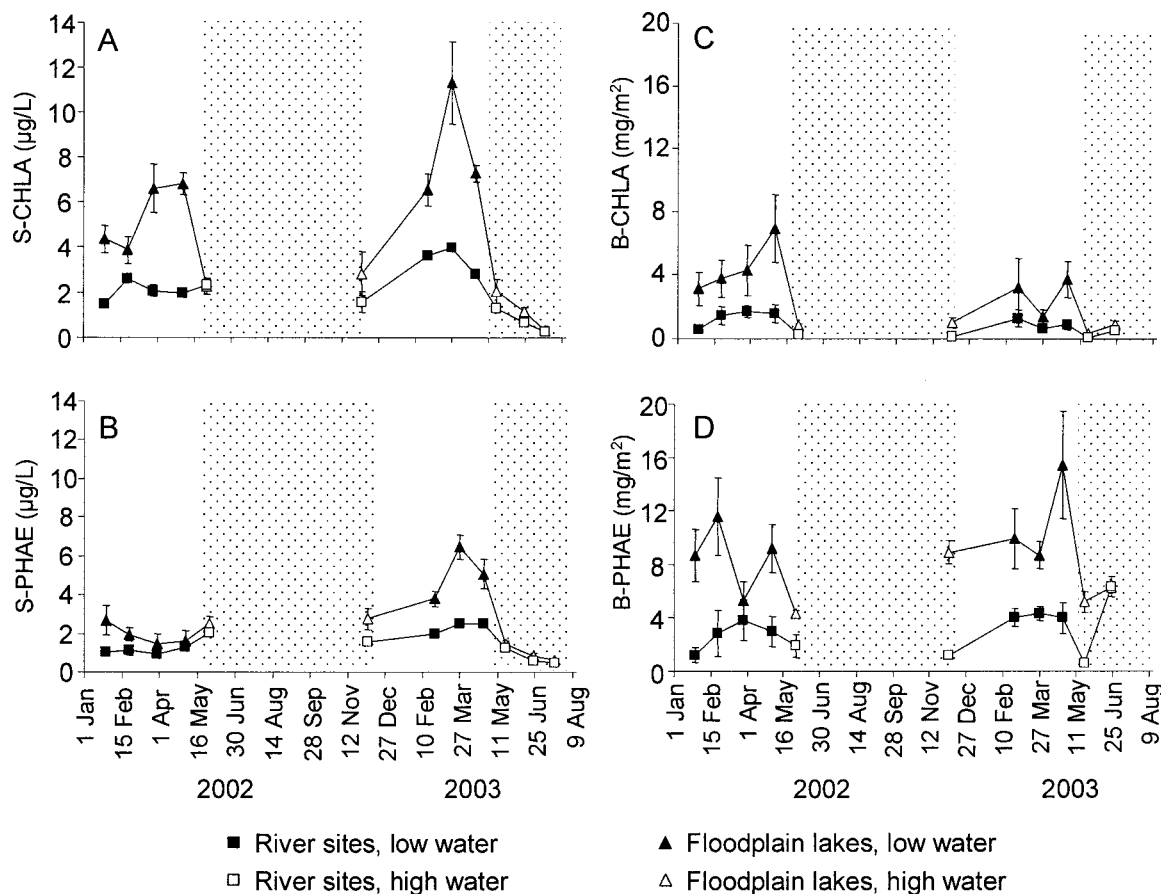 A
S-CHLA (µg/L)
14
12
10
8
6
4
2
0
C
B-CHLA (mg/m²)
20
16
12
8
4
0
B
S-PHAE (µg/L)
14
12
10
8
6
4
2
0
1 Jan
15 Feb
1 Apr
16 May
30 Jun
14 Aug
28 Sep
12 Nov
27 Dec
10 Feb
27 Mar
11 May
25 Jun
9 Aug
2002
2003
D
B-PHAE (mg/m²)
20
16
12
8
4
0
1 Jan
15 Feb
1 Apr
16 May
30 Jun
14 Aug
28 Sep
12 Nov
27 Dec
10 Feb
27 Mar
11 May
25 Jun
9 Aug
2002
2003
River sites, low water
Floodplain lakes, low water
River sites, high water
Floodplain lakes, high water